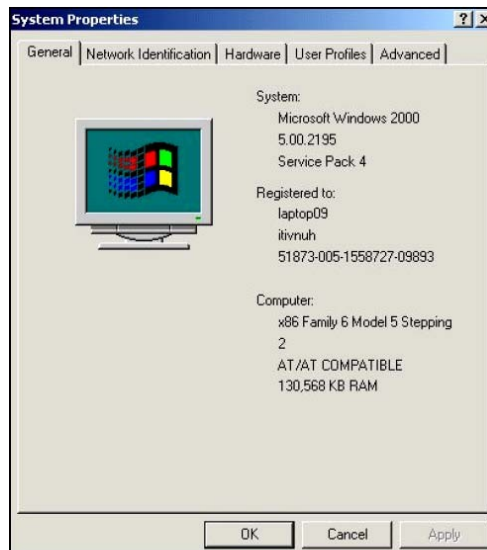 System Properties
General Network Identification Hardware User Profiles Advanced
System:
Microsoft Windows 2000
5.00.2195
Service Pack 4
Registered to:
laptop09
itivnuh
51873-005-1558727-09893
Computer:
x86 Family 6 Model 5 Stepping
2
AT/AT COMPATIBLE
130,568 KB RAM
OK Cancel Apply